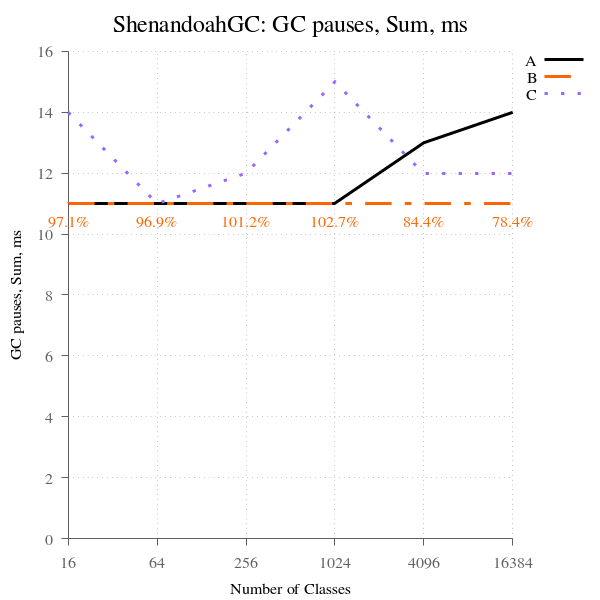 ShenandoahGC: GC pauses, Sum, ms
A
B
C
16
14
12
10
8
6
4
2
0
97.1% 96.9% 101.2% 102.7% 84.4% 78.4%
GC pauses, Sum, ms
16 64 256 1024 4096 16384
Number of Classes